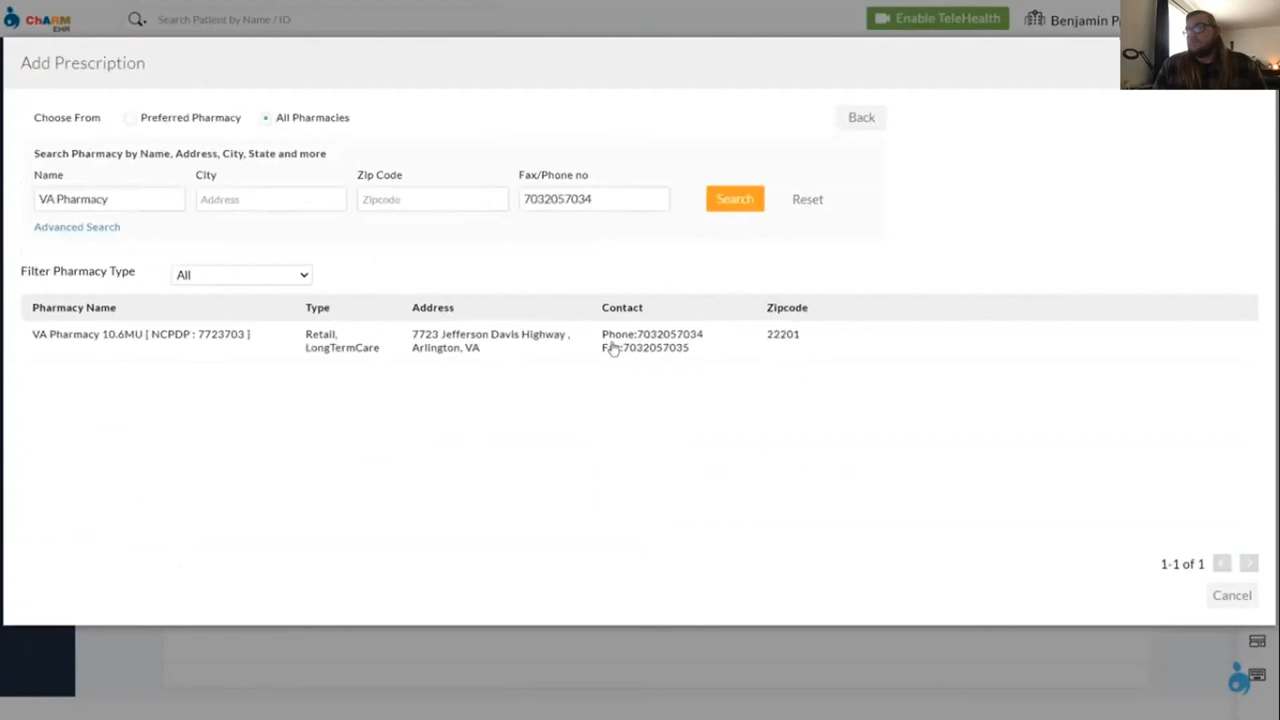 ChARM
EHR
Search Patient by Name / ID
Enable TeleHealth
Benjamin
Add Prescription
Choose From
Preferred Pharmacy
All Pharmacies
Back
Search Pharmacy by Name, Address, City, State and more
Name
City
Zip Code
Fax/Phone no
VA Pharmacy
Address
Zipcode
7032057034
Search
Reset
Advanced Search
Filter Pharmacy Type
All
Pharmacy Name
Type
Address
Contact
Zipcode
VA Pharmacy 10.6MU [ NCPDP : 7723703 ]
Retail,
LongTermCare
7723 Jefferson Davis Highway ,
Arlington, VA
Phone:7032057034
Fax:7032057035
22201
1-1 of 1
Cancel